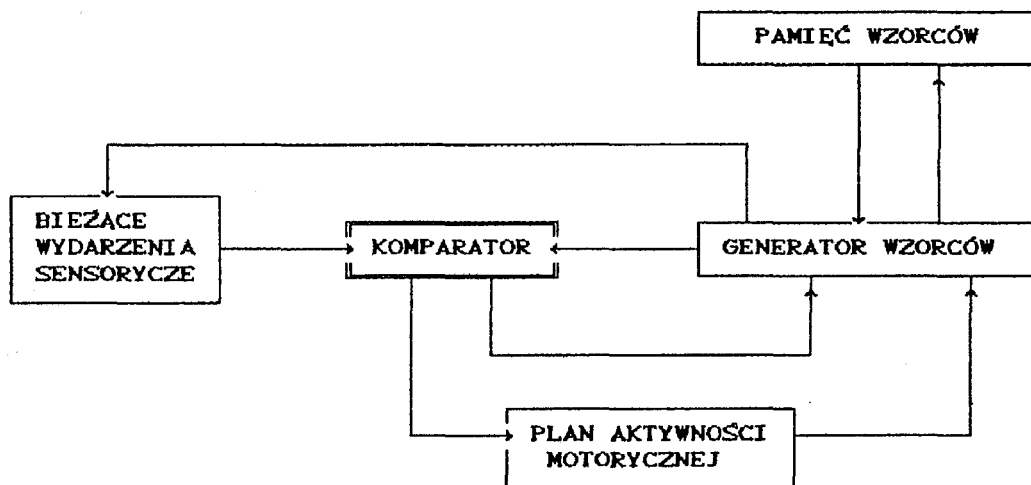 PAMIĘĆ WZORCÓW
BIEŻĄCE
WYDARZENIA
SENSORYCZE
KOMPARATOR
GENERATOR WZORCÓW
PLAN AKTYWNOŚCI
MOTORYCZNEJ